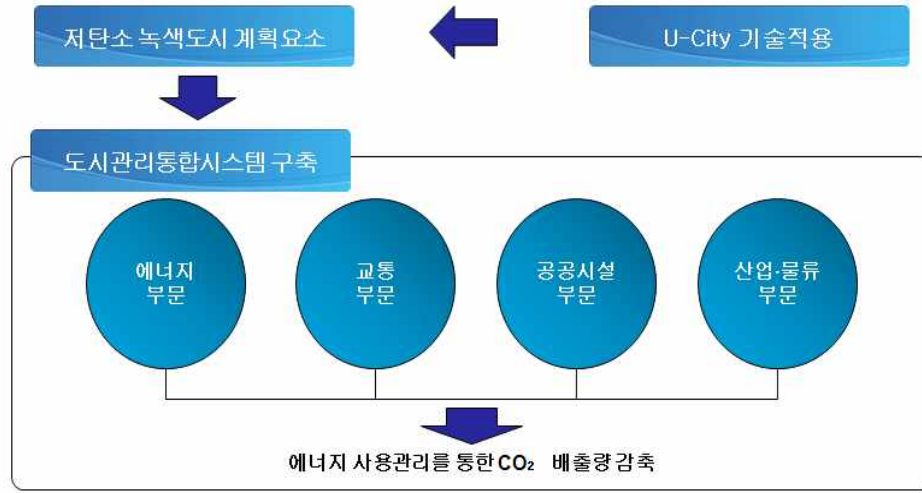 저탄소 녹색도시 계획요소
U-City 기술적용
도시관리통합시스템 구축
에너지
부문
교통
부문
공공시설
부문
산업·물류
부문
에너지 사용관리를 통한 CO₂ 배출량 감축